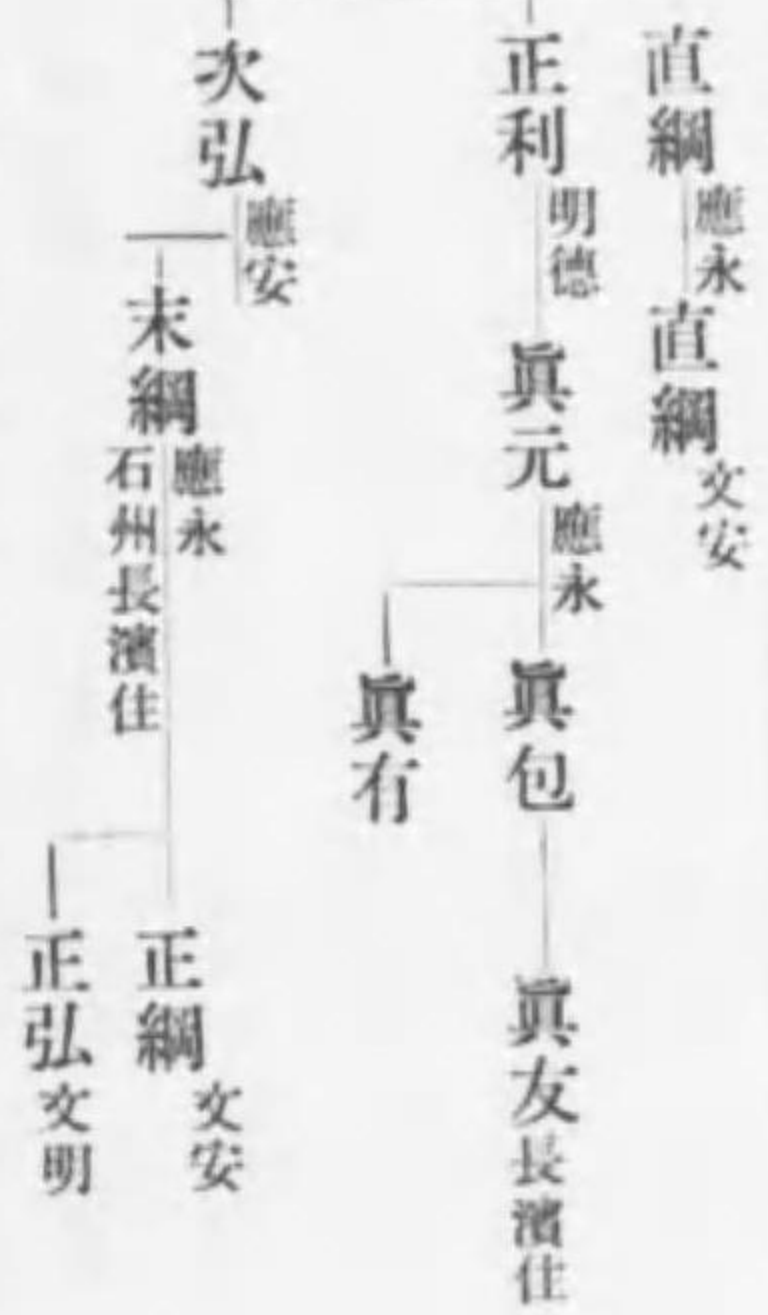 直綱 應永
直綱 文安
正利 明德
眞元 應永
眞包
眞友 長濱住
眞有
次弘 應安
末綱 應永 石州長濱住
正綱 文安
正弘 文明